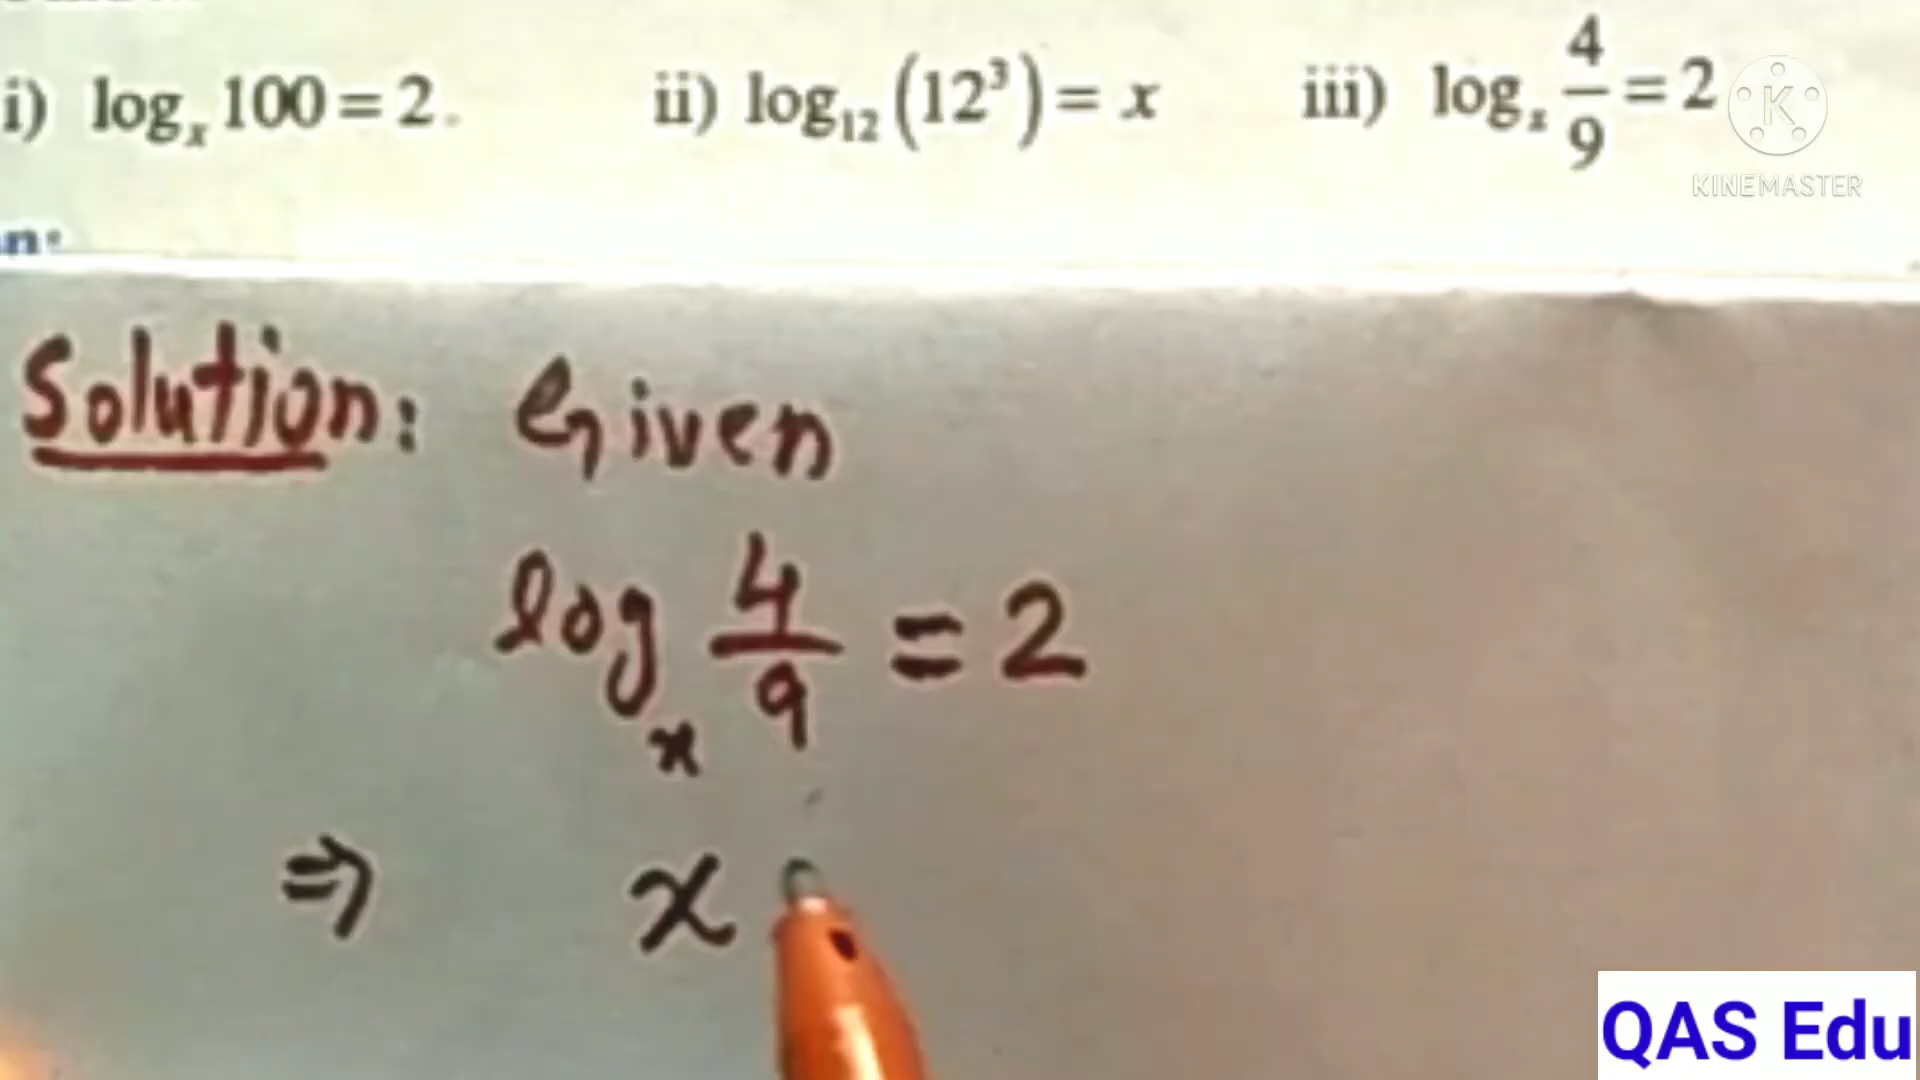 i) logₓ 100 = 2. ii) log₁₂ (12³) = x iii) logₓ 4/9 = 2
KINEMASTER
n:
Solution: Given
logₓ 4/9 = 2
⇒ x
QAS Edu